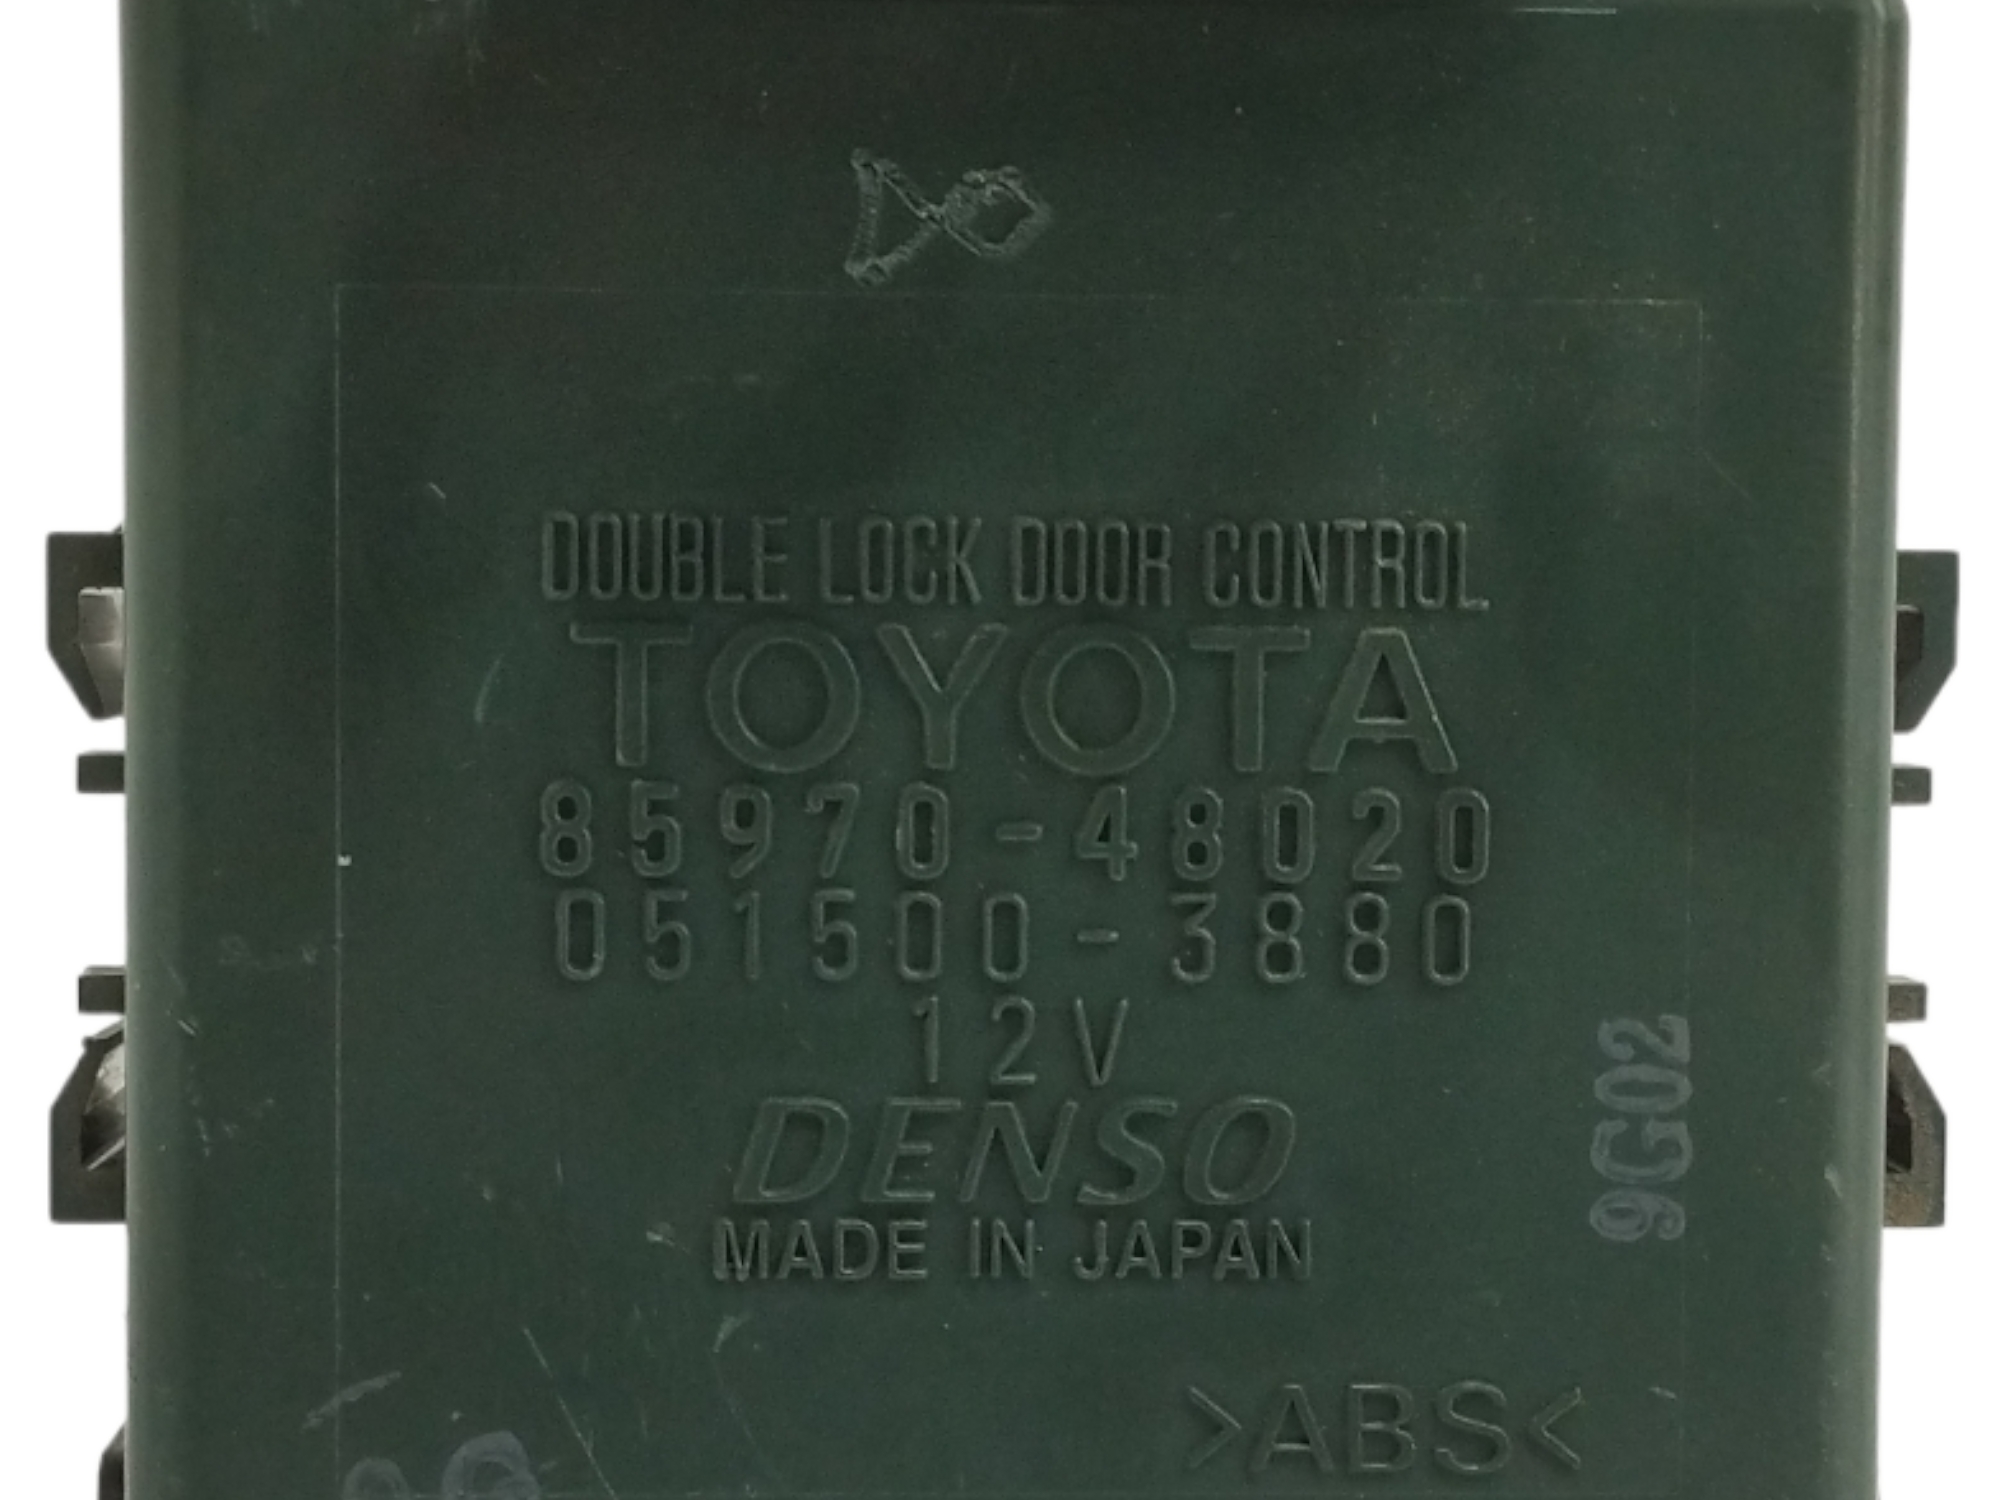 DOUBLE LOCK DOOR CONTROL
TOYOTA
85970-48020
051500-3880
12V
DENSO
MADE IN JAPAN
9G02
>ABS<